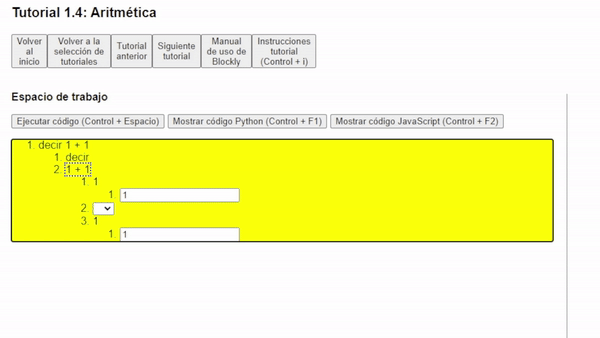 Tutorial 1.4: Aritmética
Volver al inicio
Volver a la selección de tutoriales
Tutorial anterior
Siguiente tutorial
Manual de uso de Blockly
Instrucciones tutorial (Control + i)
Espacio de trabajo
Ejecutar código (Control + Espacio) Mostrar código Python (Control + F1) Mostrar código JavaScript (Control + F2)
1. decir 1 + 1
1. decir
2. 1 + 1
1. 1
1. 1
2.
3. 1
1. 1